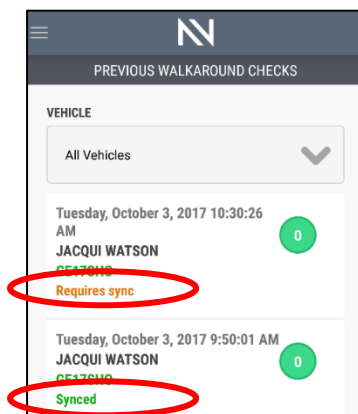 PREVIOUS WALKAROUND CHECKS
VEHICLE
All Vehicles
Tuesday, October 3, 2017 10:30:26
AM
0
JACQUI WATSON
Requires sync
Tuesday, October 3, 2017 9:50:01 AM
JACQUI WATSON
0
Synced